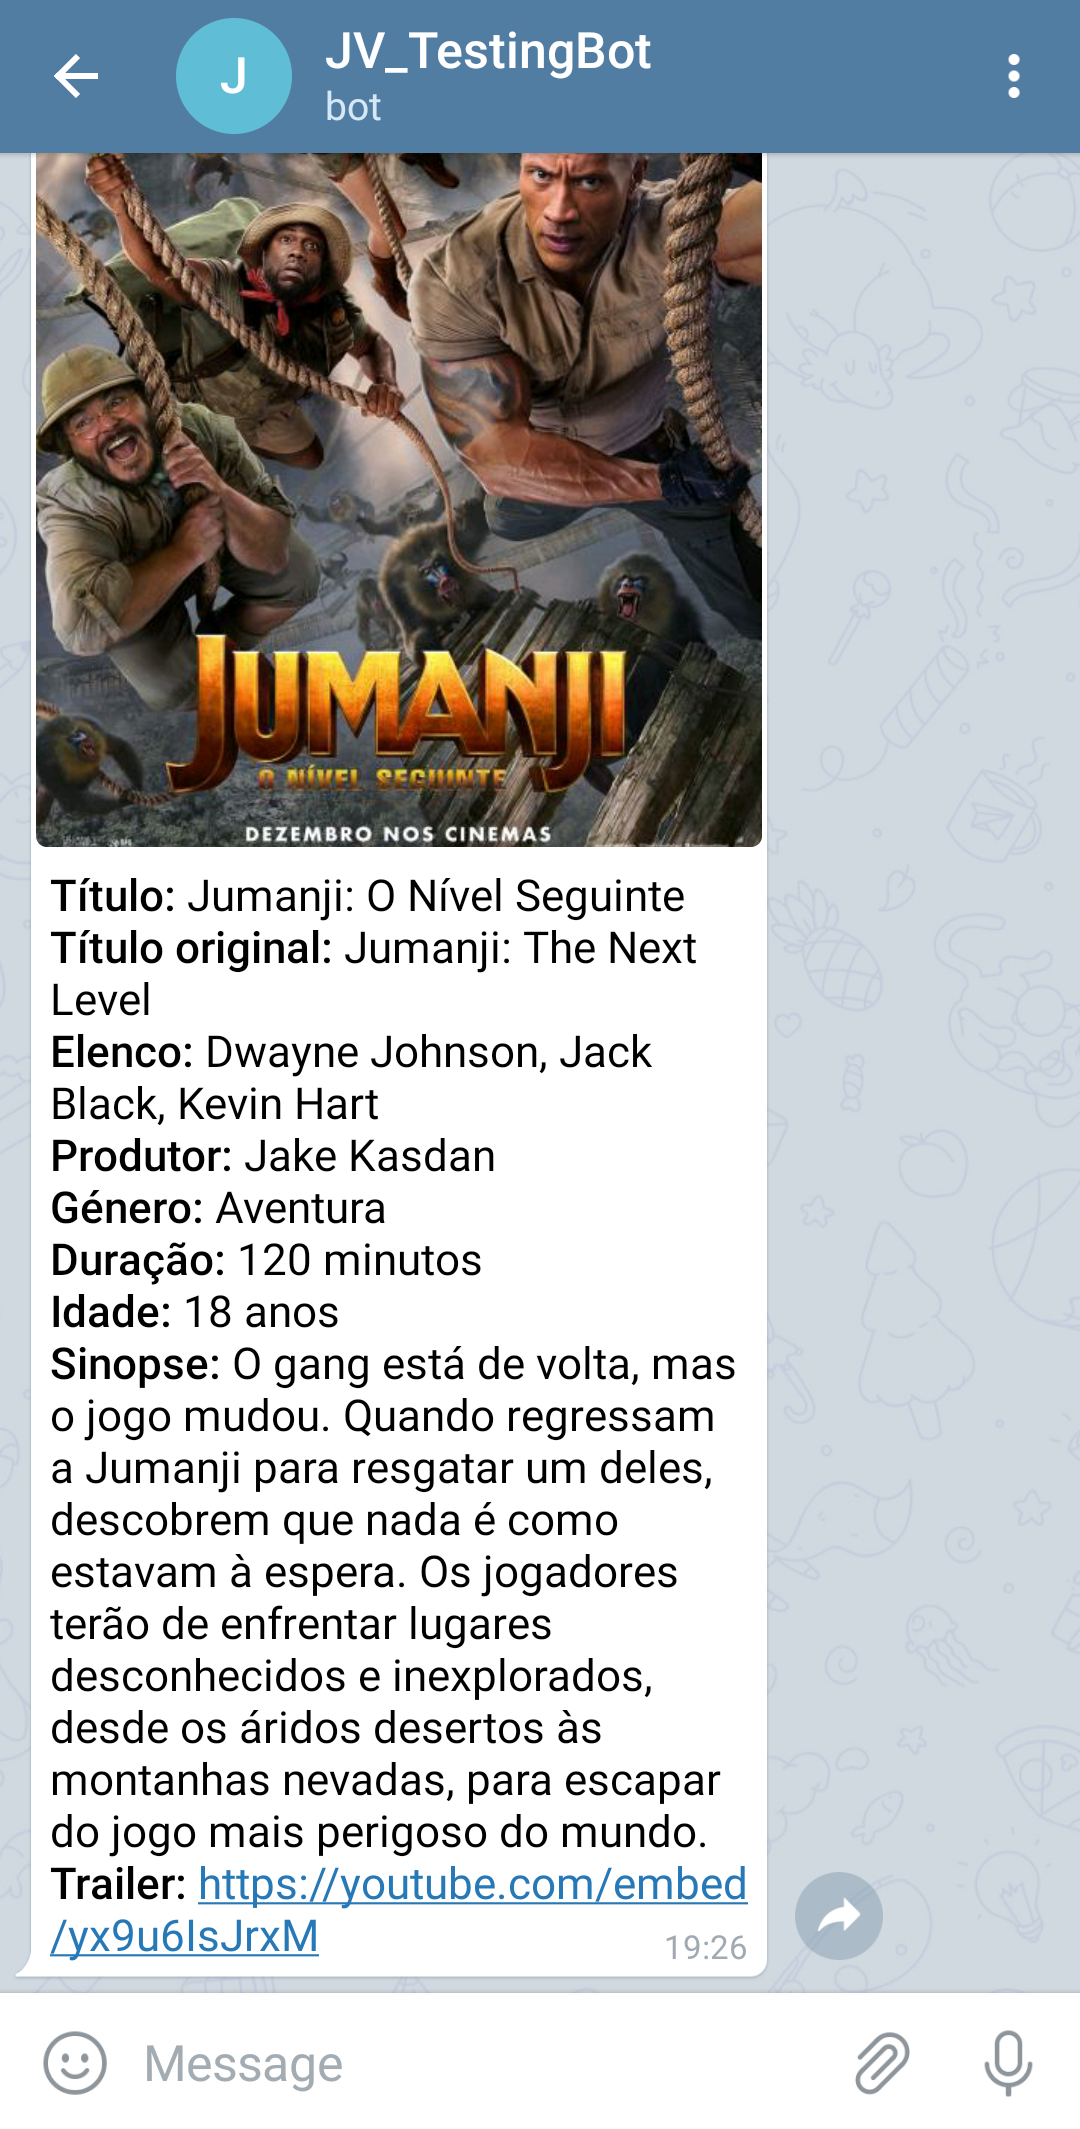 J
JV_TestingBot
bot
JUMANJI
O NÍVEL SEGUINTE
DEZEMBRO NOS CINEMAS
Título: Jumanji: O Nível Seguinte
Título original: Jumanji: The Next
Level
Elenco: Dwayne Johnson, Jack
Black, Kevin Hart
Produtor: Jake Kasdan
Género: Aventura
Duração: 120 minutos
Idade: 18 anos
Sinopse: O gang está de volta, mas
o jogo mudou. Quando regressam
a Jumanji para resgatar um deles,
descobrem que nada é como
estavam à espera. Os jogadores
terão de enfrentar lugares
desconhecidos e inexplorados,
desde os áridos desertos às
montanhas nevadas, para escapar
do jogo mais perigoso do mundo.
Trailer: https://youtube.com/embed
/yx9u6IsJrxM
19:26
Message